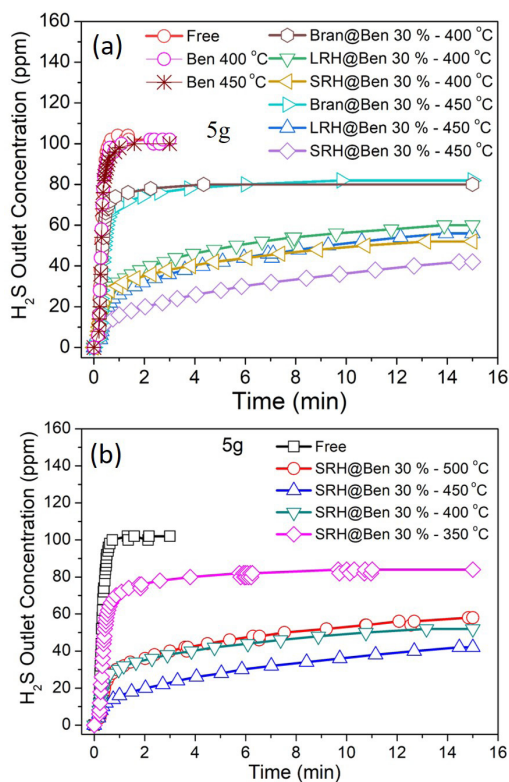 (a)
Free
Ben 400 °C
Ben 450 °C
Bran@Ben 30 % - 400 °C
LRH@Ben 30 % - 400 °C
SRH@Ben 30 % - 400 °C
Bran@Ben 30 % - 450 °C
LRH@Ben 30 % - 450 °C
SRH@Ben 30 % - 450 °C
5g
H₂S Outlet Concentration (ppm)
160
140
120
100
80
60
40
20
0
0 2 4 6 8 10 12 14 16
Time (min)
(b)
5g
Free
SRH@Ben 30 % - 500 °C
SRH@Ben 30 % - 450 °C
SRH@Ben 30 % - 400 °C
SRH@Ben 30 % - 350 °C
H₂S Outlet Concentration (ppm)
160
140
120
100
80
60
40
20
0
0 2 4 6 8 10 12 14 16
Time (min)